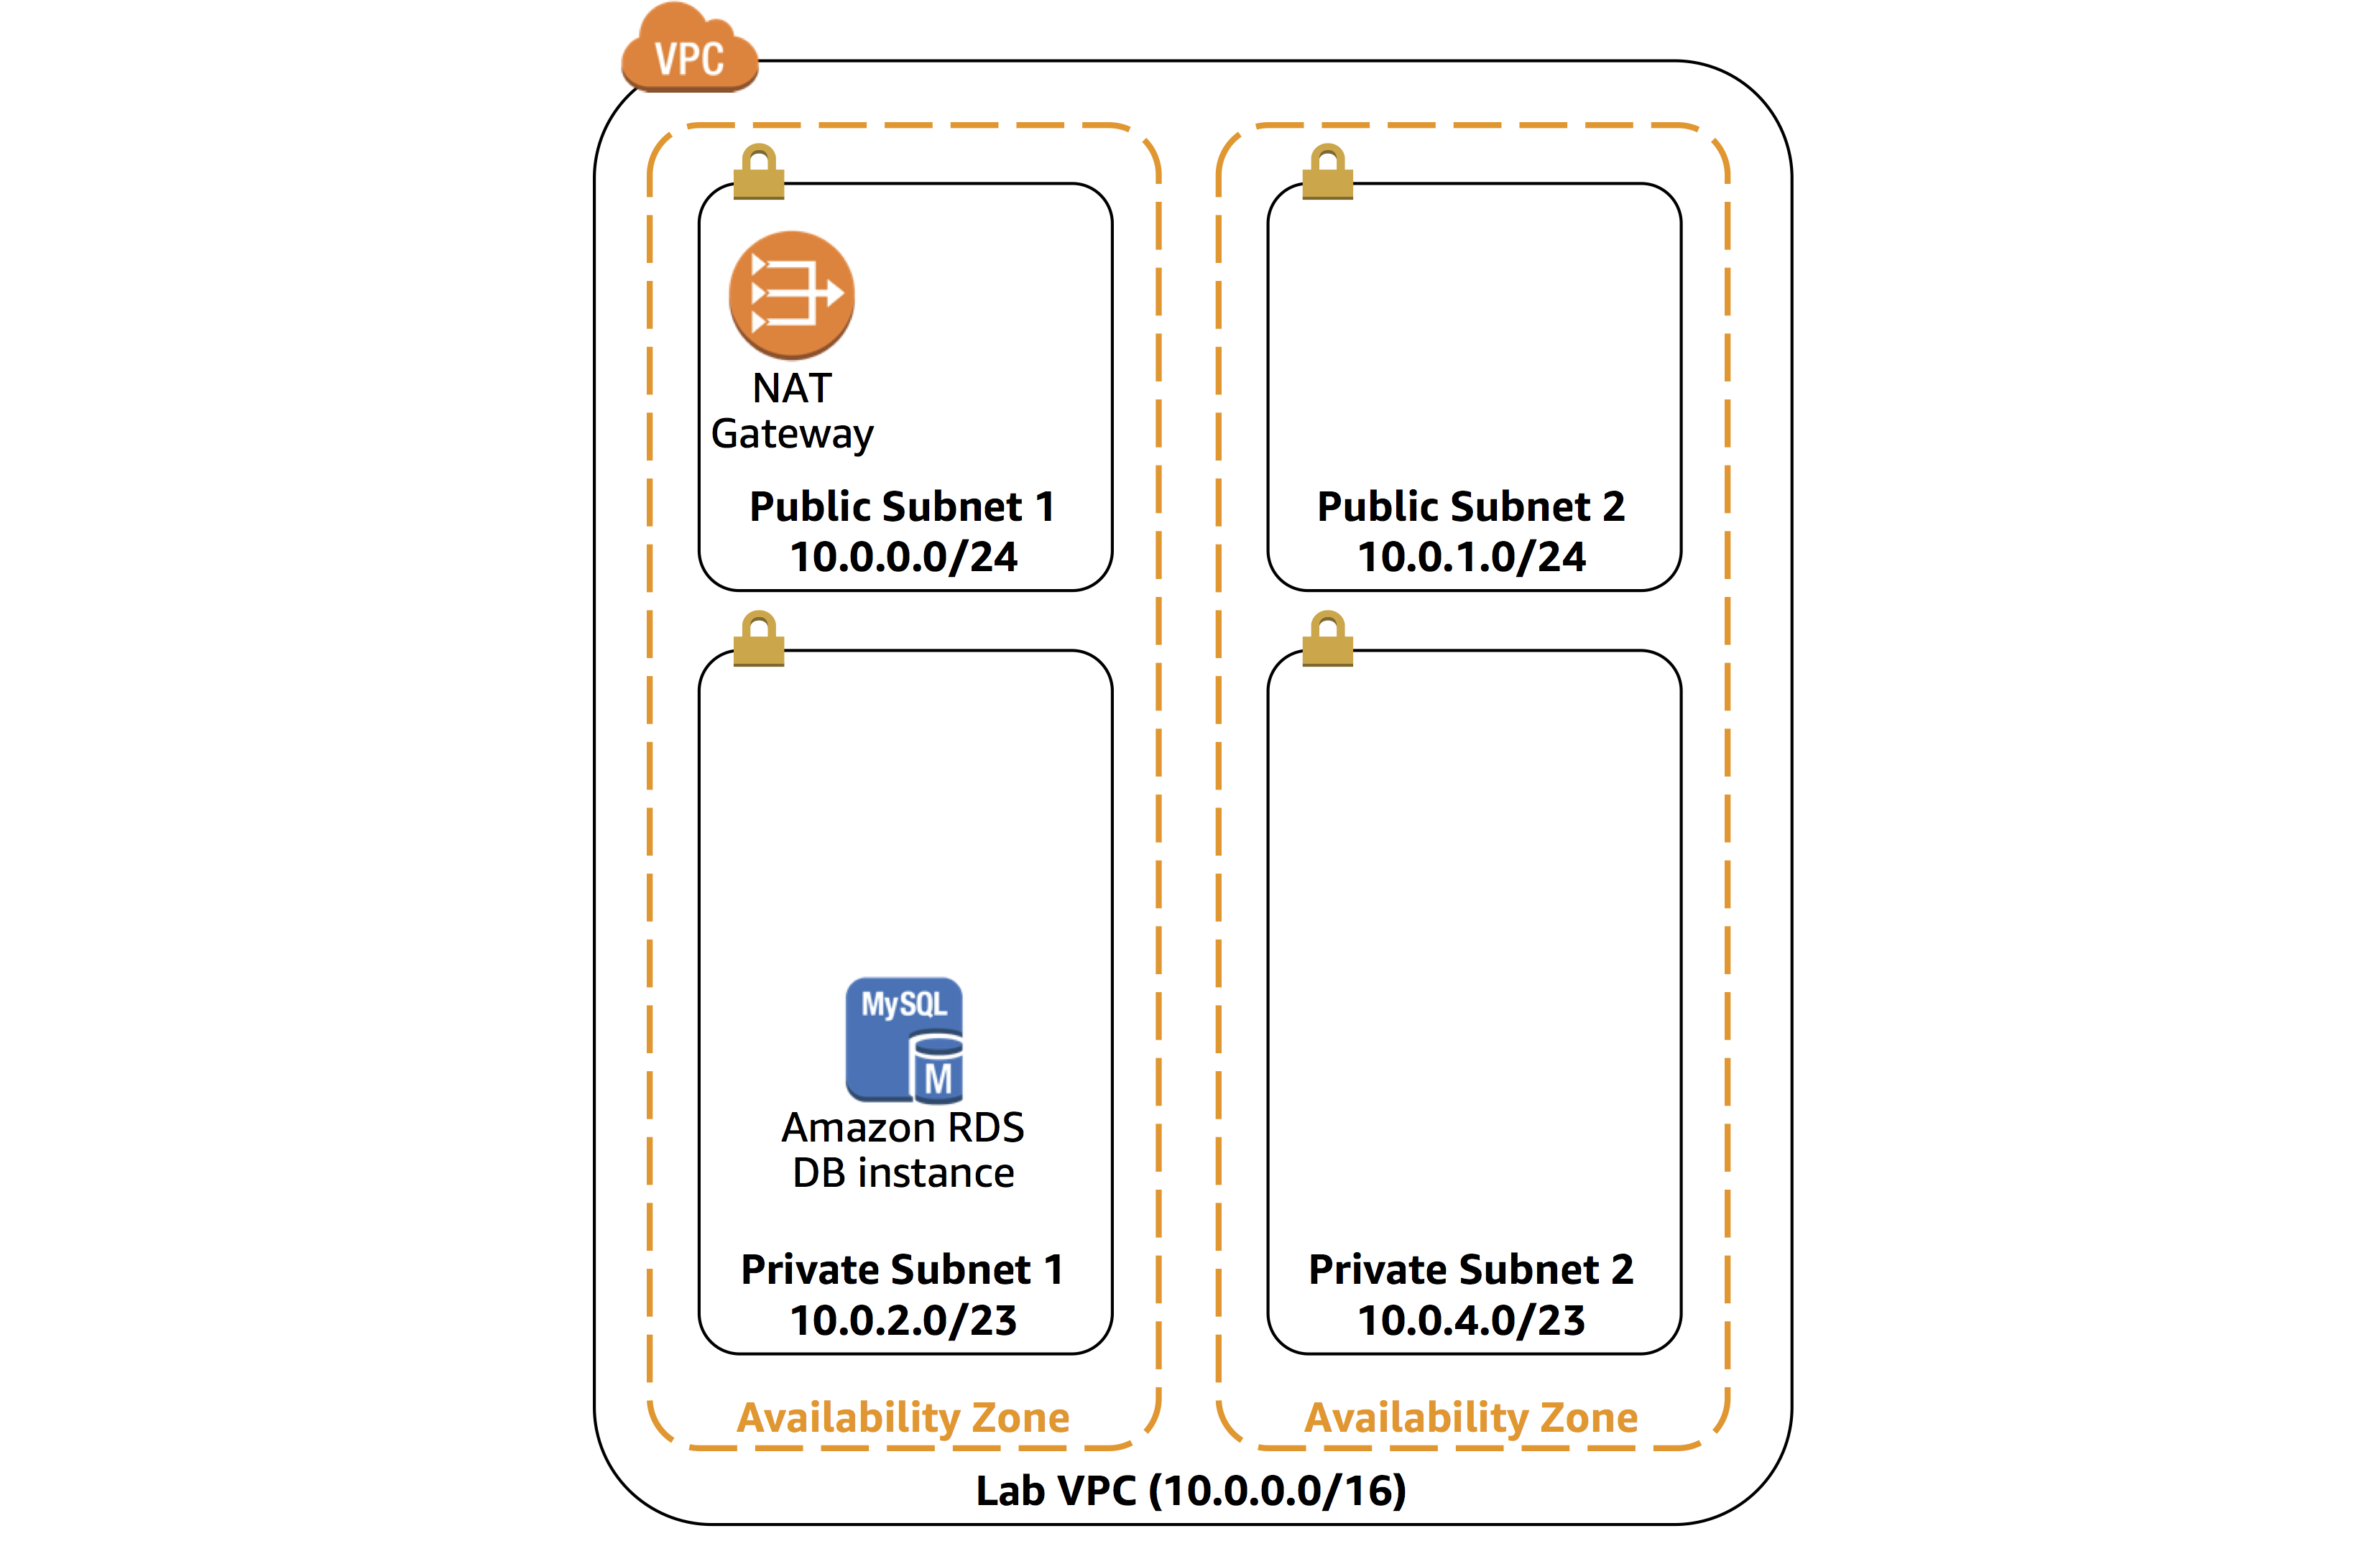 VPC
NAT
Gateway
Public Subnet 1
10.0.0.0/24
Public Subnet 2
10.0.1.0/24
MySQL
M
Amazon RDS
DB instance
Private Subnet 1
10.0.2.0/23
Private Subnet 2
10.0.4.0/23
Availability Zone
Availability Zone
Lab VPC (10.0.0.0/16)